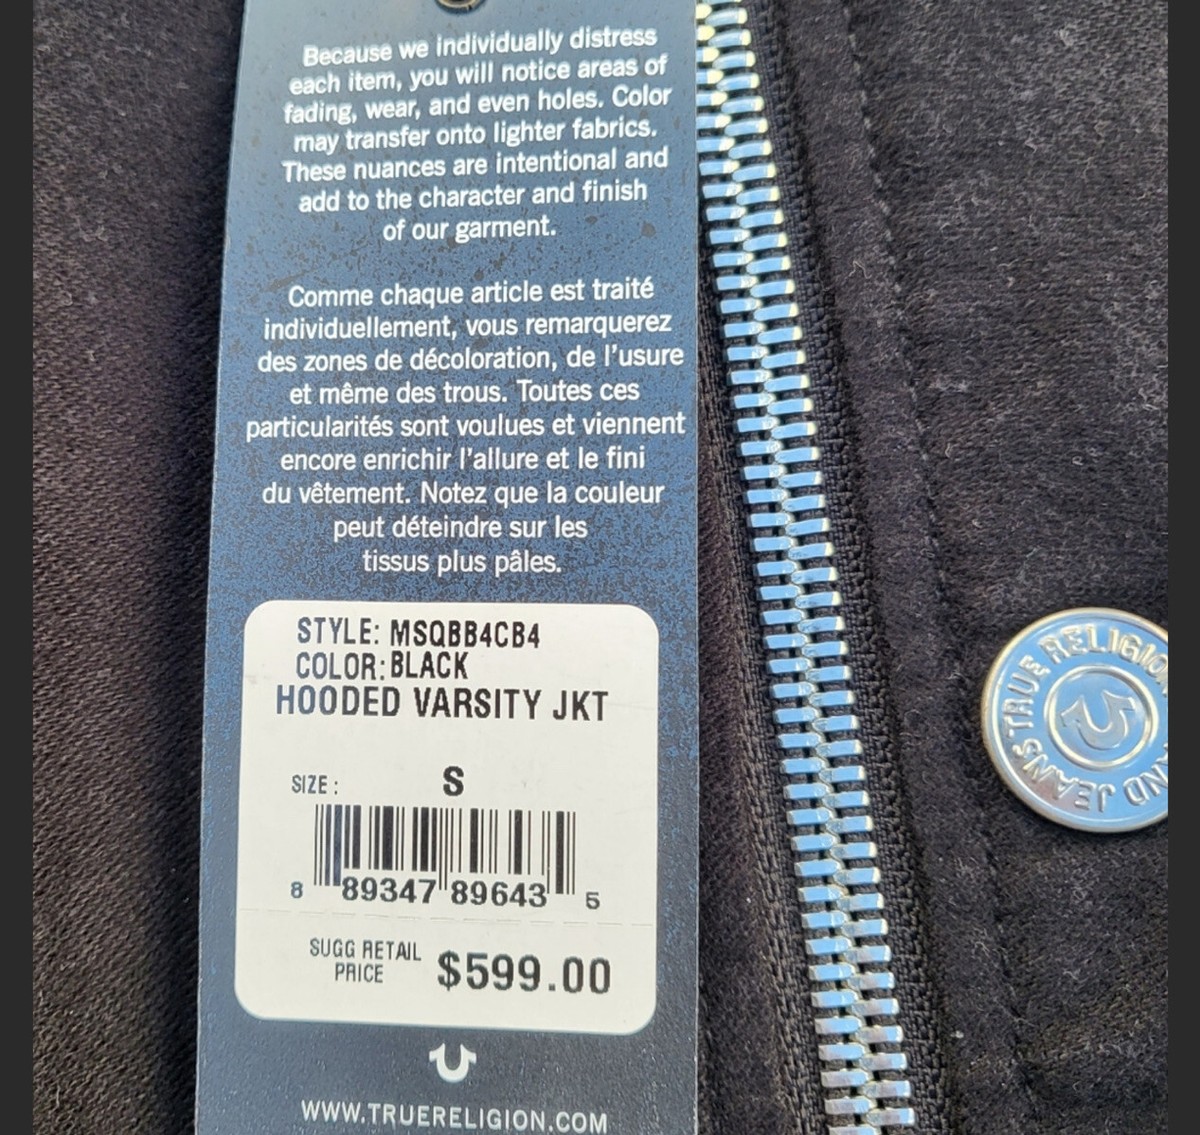 Because we individually distress
each item, you will notice areas of
fading, wear, and even holes. Color
may transfer onto lighter fabrics.
These nuances are intentional and
add to the character and finish
of our garment.
Comme chaque article est traité
individuellement, vous remarquerez
des zones de décoloration, de l'usure
et même des trous. Toutes ces
particularités sont voulues et viennent
encore enrichir l'allure et le fini
du vêtement. Notez que la couleur
peut déteindre sur les
tissus plus pâles.
STYLE: MSQBB4CB4
COLOR: BLACK
HOODED VARSITY JKT
SIZE: S
8 89347 89643 5
SUGG RETAIL
PRICE $599.00
WWW.TRUERELIGION.COM
TRUE RELIGION
JEANS